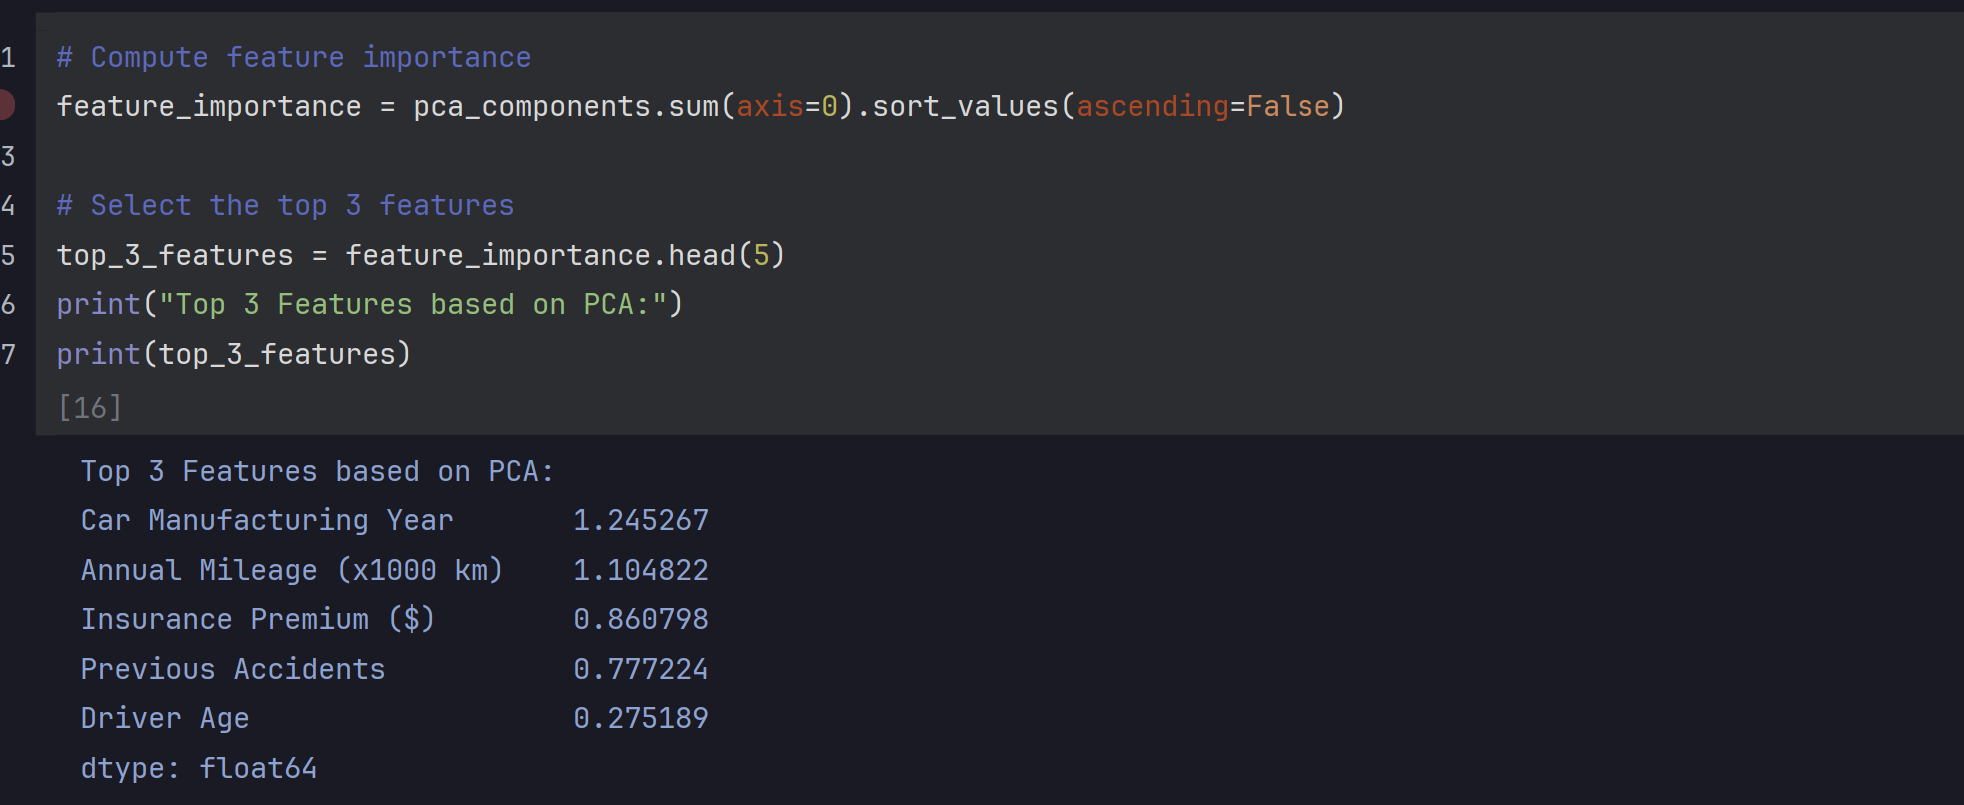 1 # Compute feature importance
feature_importance = pca_components.sum(axis=0).sort_values(ascending=False)
3
4 # Select the top 3 features
5 top_3_features = feature_importance.head(5)
6 print("Top 3 Features based on PCA:")
7 print(top_3_features)
[16]
Top 3 Features based on PCA:
Car Manufacturing Year 1.245267
Annual Mileage (x1000 km) 1.104822
Insurance Premium ($) 0.860798
Previous Accidents 0.777224
Driver Age 0.275189
dtype: float64